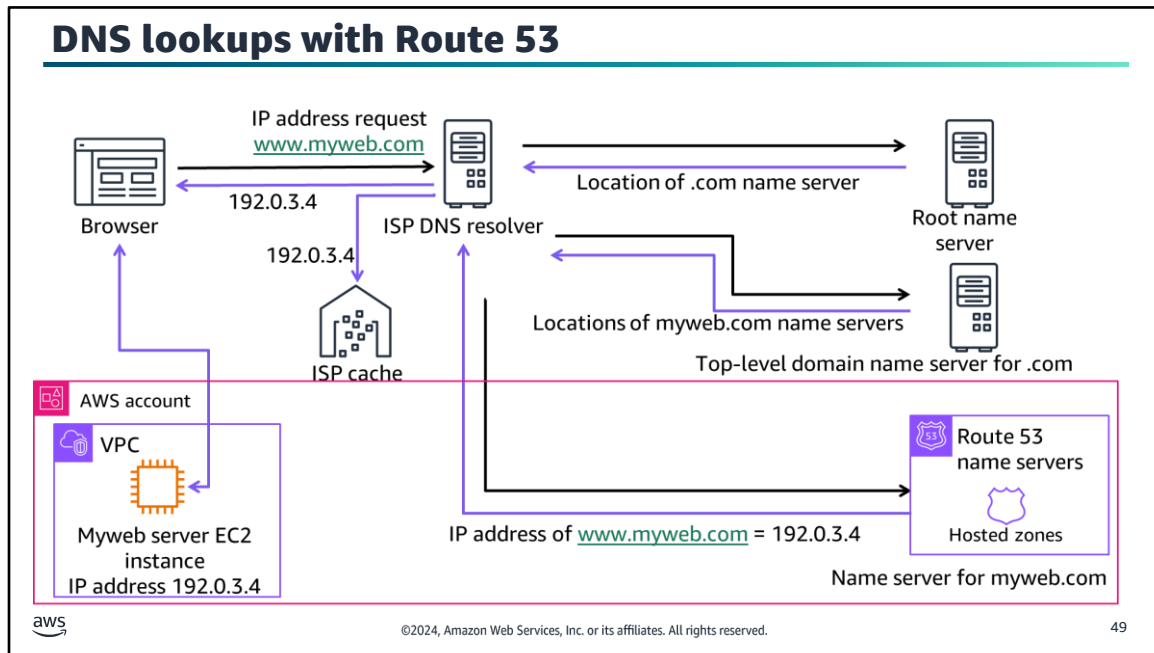 DNS lookups with Route 53
IP address request
www.myweb.com
192.0.3.4
Browser
ISP DNS resolver
Location of .com name server
Root name
server
192.0.3.4
ISP cache
Locations of myweb.com name servers
Top-level domain name server for .com
AWS account
VPC
Myweb server EC2
instance
IP address 192.0.3.4
53
Route 53
name servers
Hosted zones
IP address of www.myweb.com = 192.0.3.4
Name server for myweb.com
aws
©2024, Amazon Web Services, Inc. or its affiliates. All rights reserved.
49